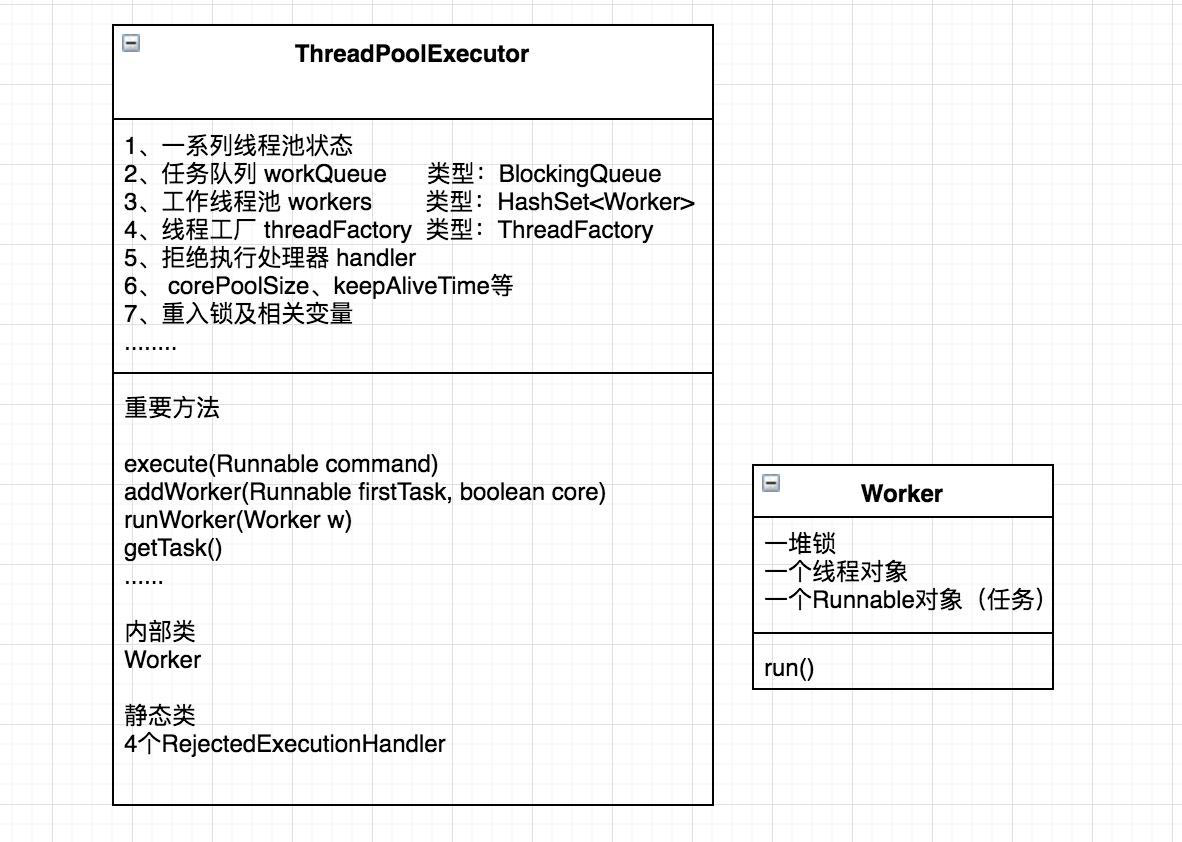 ThreadPoolExecutor
1、一系列线程池状态
2、任务队列 workQueue 类型：BlockingQueue
3、工作线程池 workers 类型：HashSet<Worker>
4、线程工厂 threadFactory 类型：ThreadFactory
5、拒绝执行处理器 handler
6、 corePoolSize、keepAliveTime等
7、重入锁及相关变量
........
重要方法
execute(Runnable command)
addWorker(Runnable firstTask, boolean core)
runWorker(Worker w)
getTask()
......
内部类
Worker
静态类
4个RejectedExecutionHandler
Worker
一堆锁
一个线程对象
一个Runnable对象（任务）
run()